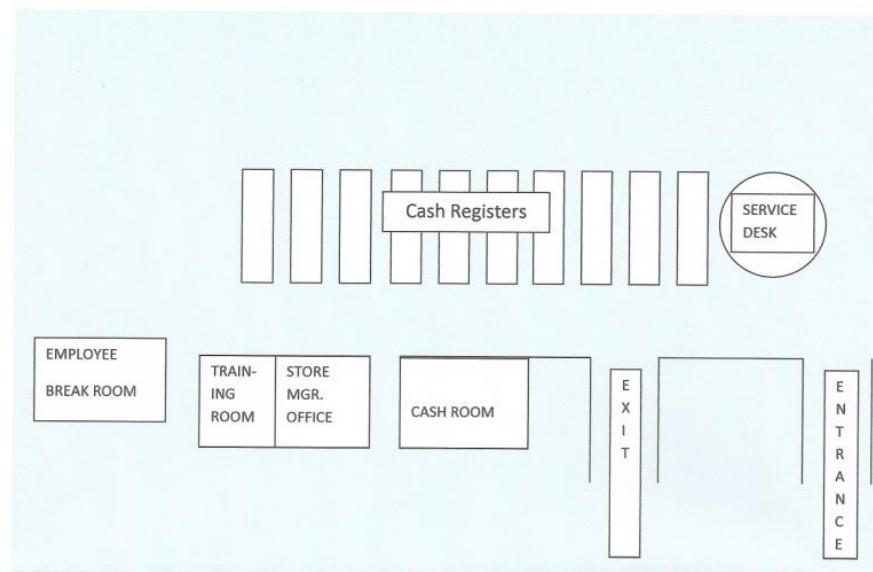 Cash Registers
SERVICE
DESK
EMPLOYEE
BREAK ROOM
TRAIN-
ING
ROOM
STORE
MGR.
OFFICE
CASH ROOM
E
X
I
T
E
N
T
R
A
N
C
E